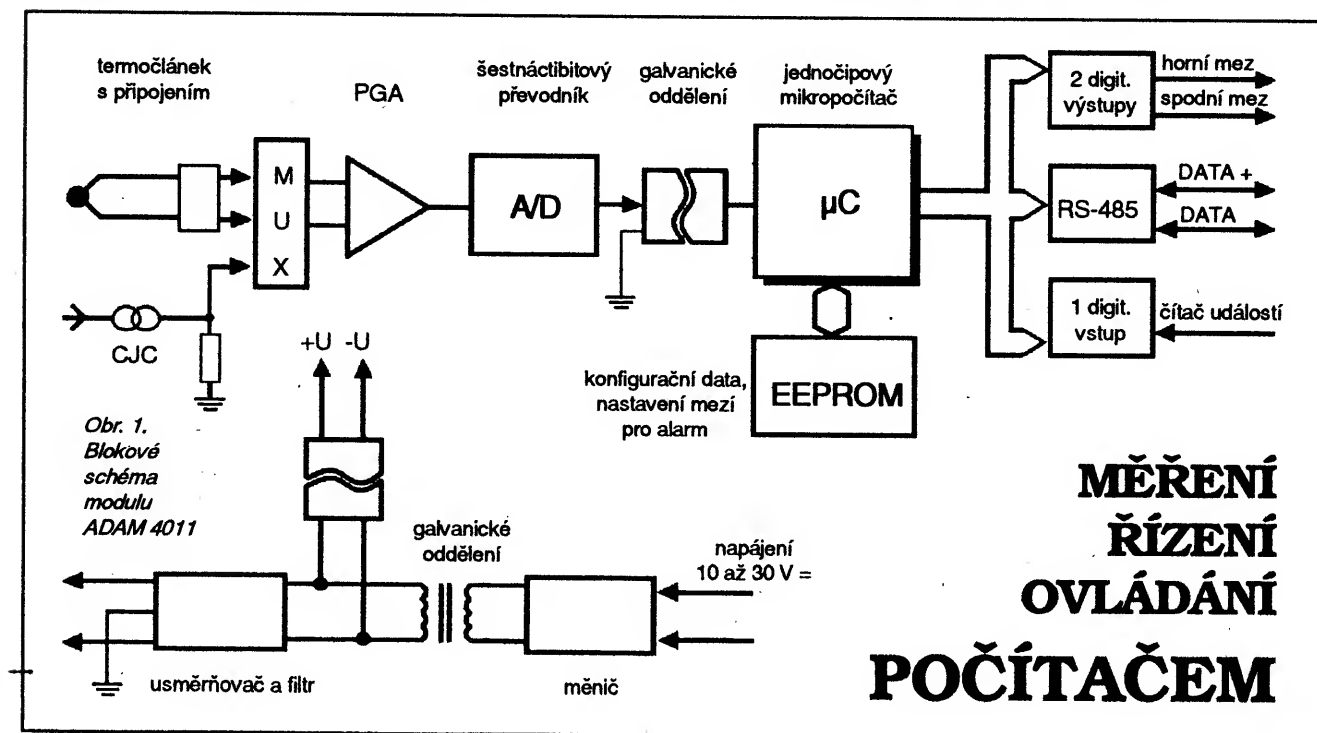 termočlánek
s připojením
PGA
šestnáctibitový
převodník
galvanické
oddělení
jednočipový
mikropočítač
2 digit.
výstupy
horní mez
spodní mez
M
U
X
A/D
µC
RS-485
DATA +
DATA
CJC
1 digit.
vstup
čítač událostí
+U -U
konfigurační data,
nastavení mezí
pro alarm
EEPROM
Obr. 1.
Blokové
schéma
modulu
ADAM 4011
galvanické
oddělení
napájení
10 až 30 V =
usměrňovač a filtr
měnič
MĚŘENÍ
ŘÍZENÍ
OVLÁDÁNÍ
POČÍTAČEM